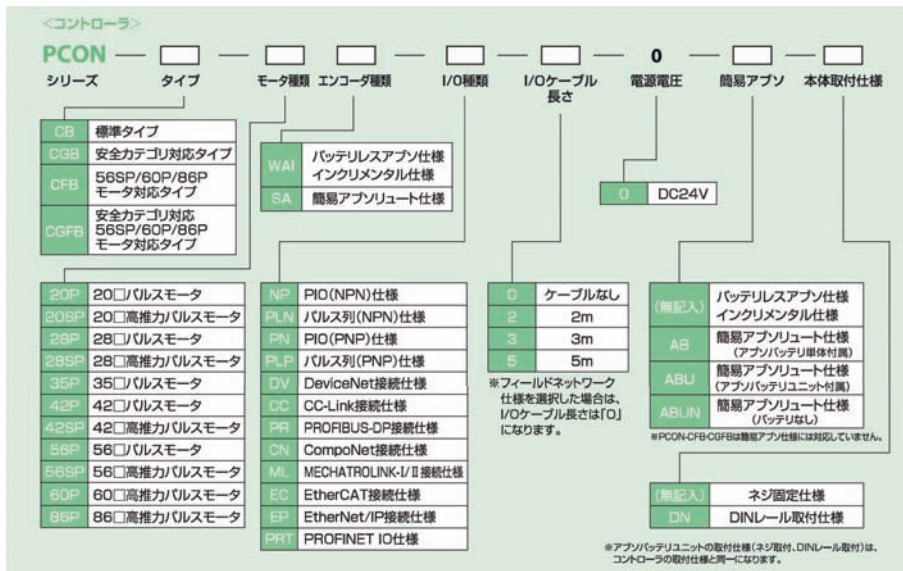 <コントローラ>
PCON — □ — □ □ — □ — □ — 0 — □ — □
シリーズ タイプ モータ種類 エンコーダ種類 I/O種類 I/Oケーブル長さ 電源電圧 簡易アブソ 本体取付仕様
CB 標準タイプ
CGB 安全カテゴリ対応タイプ
CFB 56SP/60P/86P
モータ対応タイプ
CGFB 安全カテゴリ対応
56SP/60P/86P
モータ対応タイプ
WAI バッテリレスアブソ仕様
インクリメンタル仕様
SA 簡易アブソリュート仕様
0 DC24V
20P 20□パルスモータ
20SP 20□高推力パルスモータ
28P 28□パルスモータ
28SP 28□高推力パルスモータ
35P 35□パルスモータ
42P 42□パルスモータ
42SP 42□高推力パルスモータ
56P 56□パルスモータ
56SP 56□高推力パルスモータ
60P 60□高推力パルスモータ
86P 86□高推力パルスモータ
NP PIO(NPN)仕様
PLN パルス列(NPN)仕様
PN PIO(PNP)仕様
PLP パルス列(PNP)仕様
DV DeviceNet接続仕様
CC CC-Link接続仕様
PR PROFIBUS-DP接続仕様
CN CompoNet接続仕様
ML MECHATROLINK-I/Ⅱ接続仕様
EC EtherCAT接続仕様
EP EtherNet/IP接続仕様
PRT PROFINET IO仕様
0 ケーブルなし
2 2m
3 3m
5 5m
※フィールドネットワーク
仕様を選択した場合は、
I/Oケーブル長さは「0」
になります。
(無記入) バッテリレスアブソ仕様
インクリメンタル仕様
AB 簡易アブソリュート仕様
(アブソバッテリ単体付属)
ABU 簡易アブソリュート仕様
(アブソバッテリユニット付属)
ABUN 簡易アブソリュート仕様
(バッテリなし)
※PCON-CFB・CGFBは簡易アブソ仕様には対応していません。
(無記入) ネジ固定仕様
DN DINレール取付仕様
※アブソバッテリユニットの取付仕様(ネジ取付、DINレール取付)は、
コントローラの取付仕様と同一になります。